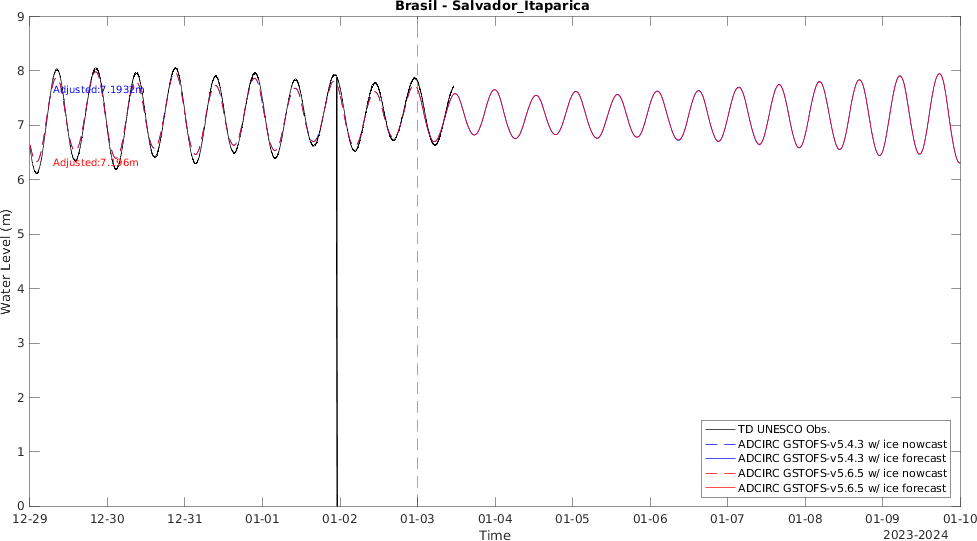 Brasil - Salvador_Itaparica
9
8
7
6
5
4
3
2
1
0
Water Level (m)
Adjusted:7.1932m
Adjusted:7.196m
TD UNESCO Obs.
ADCIRC GSTOFS-v5.4.3 w/ ice nowcast
ADCIRC GSTOFS-v5.4.3 w/ ice forecast
ADCIRC GSTOFS-v5.6.5 w/ ice nowcast
ADCIRC GSTOFS-v5.6.5 w/ ice forecast
12-29 12-30 12-31 01-01 01-02 01-03 01-04 01-05 01-06 01-07 01-08 01-09 01-10
Time
2023-2024